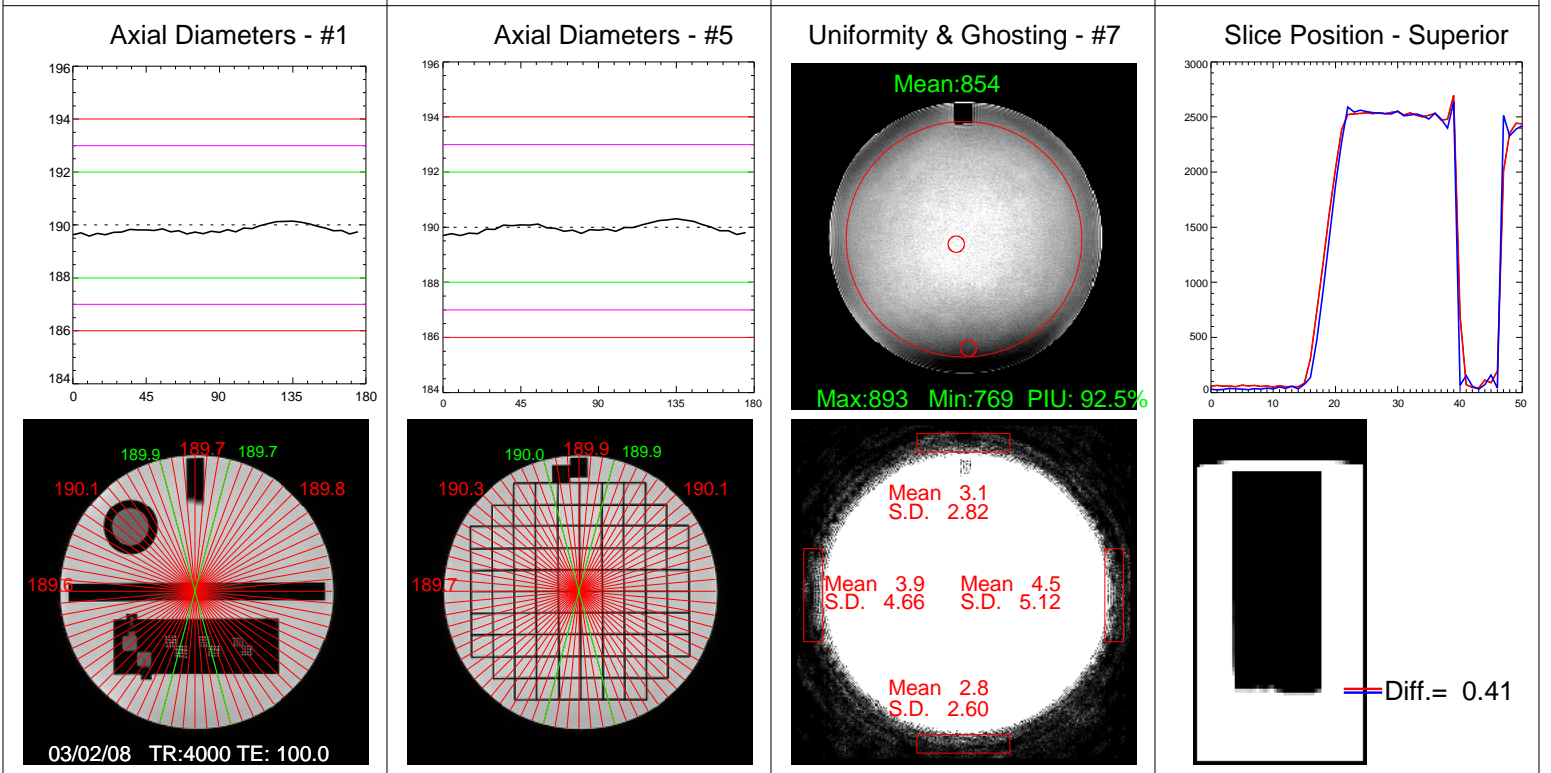 Axial Diameters - #1
196
194
192
190
188
186
184
0 45 90 135 180
189.9 189.7 189.7
190.1 189.8
189.6
03/02/08 TR:4000 TE: 100.0
Axial Diameters - #5
196
194
192
190
188
186
184
0 45 90 135 180
190.0 189.9 189.9
190.3 190.1
189.7
Uniformity & Ghosting - #7
Mean:854
Max:893 Min:769 PIU: 92.5%
Mean 3.1
S.D. 2.82
Mean 3.9 Mean 4.5
S.D. 4.66 S.D. 5.12
Mean 2.8
S.D. 2.60
Slice Position - Superior
3000
2500
2000
1500
1000
500
0
0 10 20 30 40 50
Diff.= 0.41